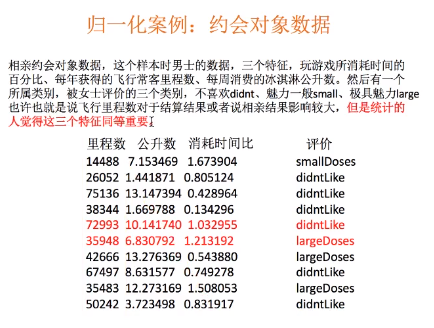 归一化案例：约会对象数据
相亲约会对象数据，这个样本时男士的数据，三个特征，玩游戏所消耗时间的
百分比、每年获得的飞行常客里程数、每周消费的冰淇淋公升数。然后有一个
所属类别，被女士评价的三个类别，不喜欢didnt、魅力一般small、极具魅力large
也许也就是说飞行里程数对于结算结果或者说相亲结果影响较大，但是统计的
人觉得这三个特征同等重要
里程数 公升数 消耗时间比 评价
14488 7.153469 1.673904 smallDoses
26052 1.441871 0.805124 didntLike
75136 13.147394 0.428964 didntLike
38344 1.669788 0.134296 didntLike
72993 10.141740 1.032955 didntLike
35948 6.830792 1.213192 largeDoses
42666 13.276369 0.543880 largeDoses
67497 8.631577 0.749278 didntLike
35483 12.273169 1.508053 largeDoses
50242 3.723498 0.831917 didntLike